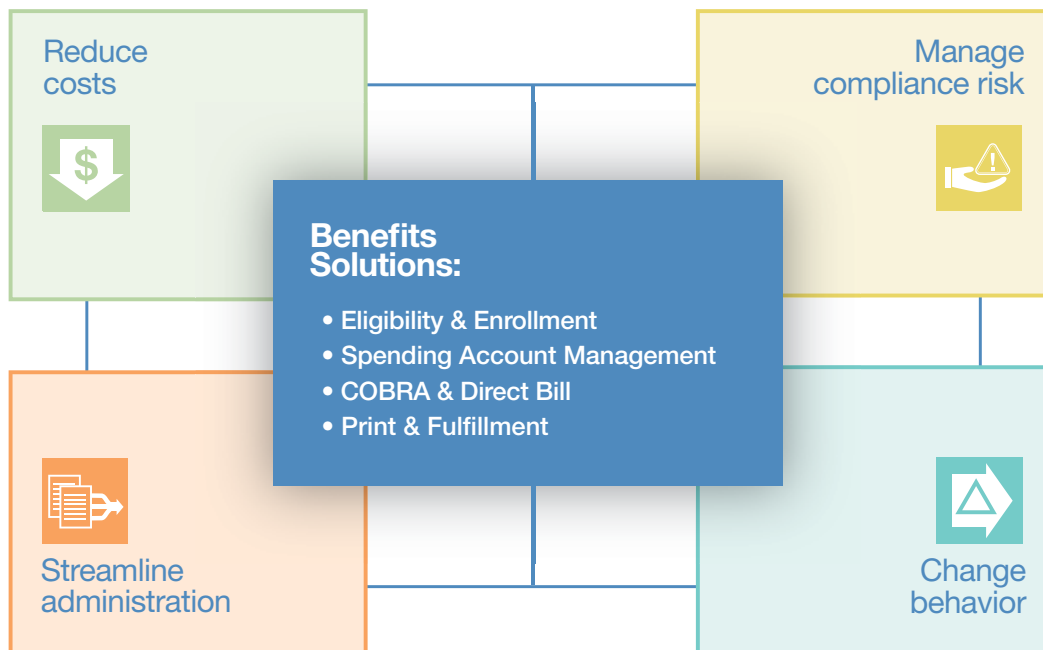 Reduce
costs
$
Manage
compliance risk
!
Benefits
Solutions:
• Eligibility & Enrollment
• Spending Account Management
• COBRA & Direct Bill
• Print & Fulfillment
Streamline
administration
Change
behavior